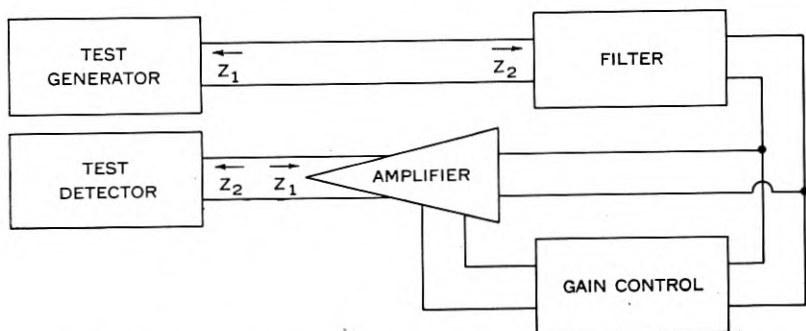 TEST
GENERATOR
Z1
Z2
FILTER
TEST
DETECTOR
Z2
Z1
AMPLIFIER
GAIN CONTROL